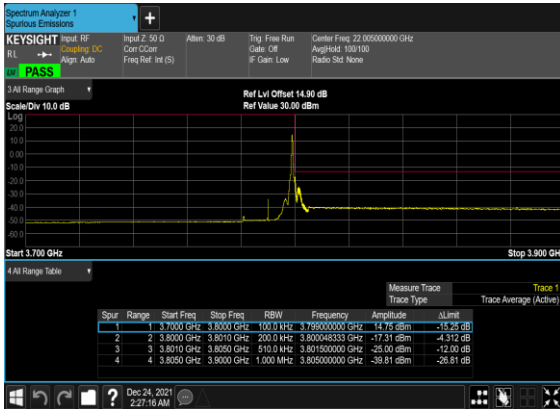 Spectrum Analyzer 1
Spurious Emissions
+
KEYSIGHT Input: RF Input Z: 50 Ω Atten: 30 dB Trig: Free Run Center Freq: 22.005000000 GHz
RL Coupling: DC Corr CCorr Gate: Off Avg|Hold: 100/100
Align: Auto Freq Ref: Int (S) IF Gain: Low Radio Std: None
PASS
3 All Range Graph
Ref Lvl Offset 14.90 dB
Scale/Div 10.0 dB Ref Value 30.00 dBm
Log
20.0
10.0
0.00
-10.0
-20.0
-30.0
-40.0
-50.0
-60.0
Start 3.700 GHz Stop 3.900 GH
4 All Range Table
Measure Trace Trace 1
Trace Type Trace Average (Active)
Spur Range Start Freq Stop Freq RBW Frequency Amplitude ΔLimit
1 1 3.7000 GHz 3.8000 GHz 100.0 kHz 3.799000000 GHz 14.75 dBm -15.25 dB
2 2 3.8000 GHz 3.8010 GHz 200.0 kHz 3.800048333 GHz -17.31 dBm -4.312 dB
3 3 3.8010 GHz 3.8050 GHz 510.0 kHz 3.801500000 GHz -25.00 dBm -12.00 dB
4 4 3.8050 GHz 3.9000 GHz 1.000 MHz 3.805000000 GHz -39.81 dBm -26.81 dB
?
Dec 24, 2021
2:27:16 AM